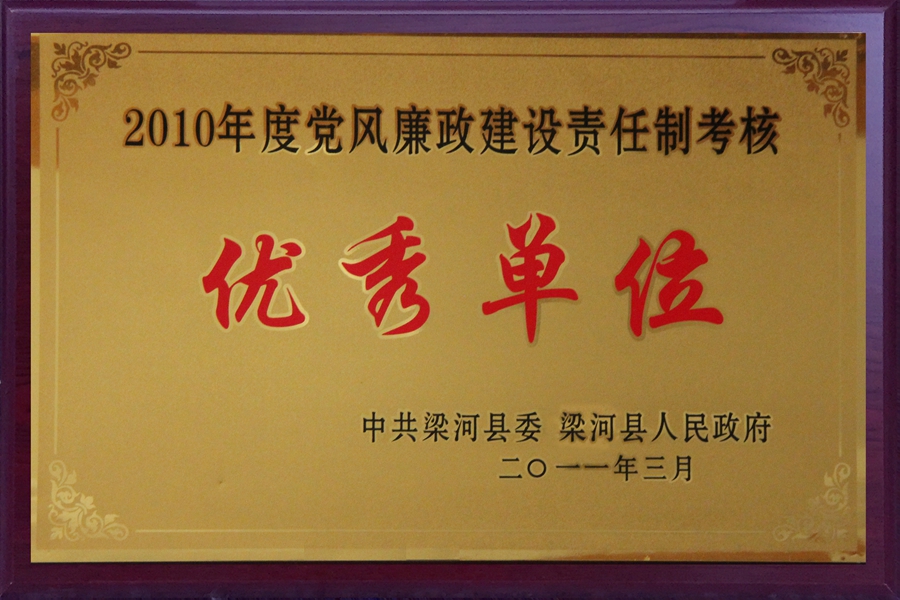 2010年度党风廉政建设责任制考核
优秀单位
中共梁河县委 梁河县人民政府
二〇一一年三月